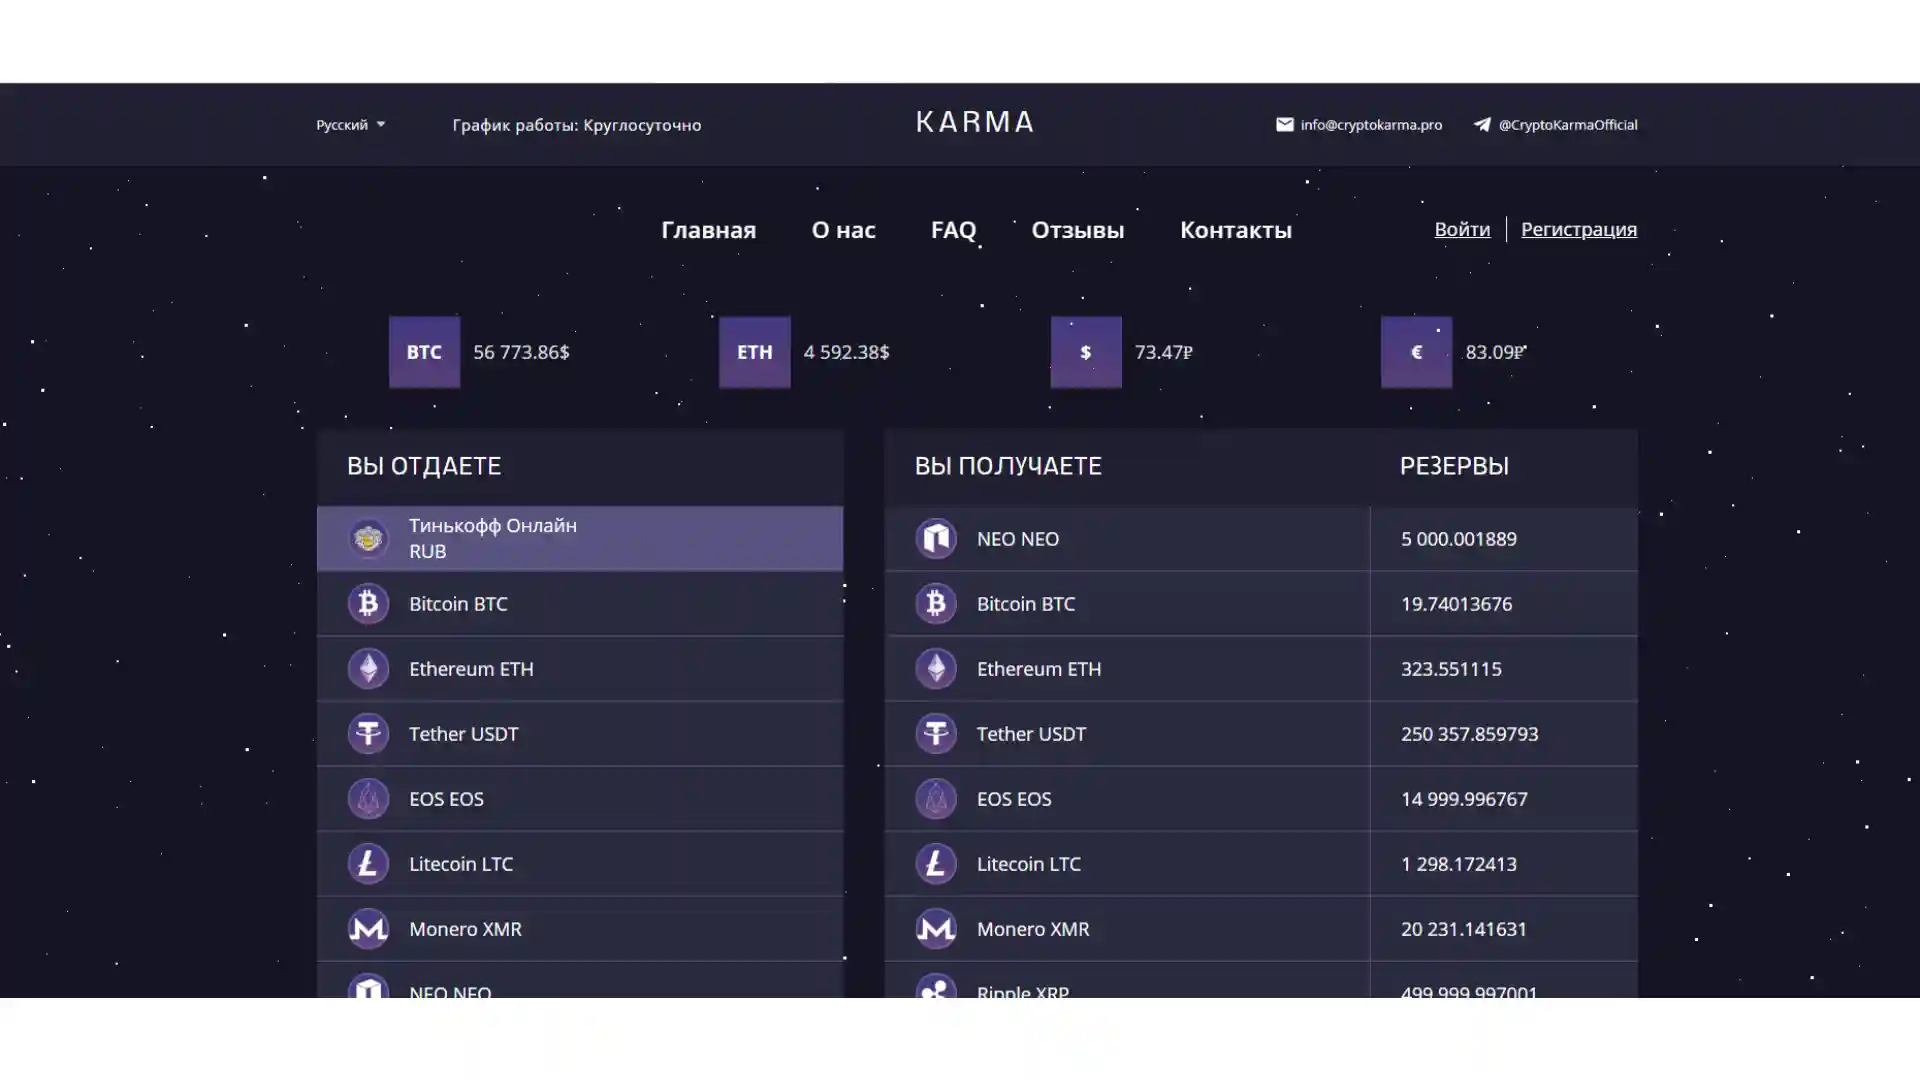 Русский
График работы: Круглосуточно
KARMA
info@cryptokarma.pro
@CryptoKarmaOfficial
Главная
О нас
FAQ
Отзывы
Контакты
Войти
Регистрация
BTC
56 773.86$
ETH
4 592.38$
$
73.47₽
€
83.09₽
ВЫ ОТДАЕТЕ
Тинькофф Онлайн
RUB
Bitcoin BTC
Ethereum ETH
Tether USDT
EOS EOS
Litecoin LTC
Monero XMR
NEO NEO
ВЫ ПОЛУЧАЕТЕ
РЕЗЕРВЫ
NEO NEO
5 000.001889
Bitcoin BTC
19.74013676
Ethereum ETH
323.551115
Tether USDT
250 357.859793
EOS EOS
14 999.996767
Litecoin LTC
1 298.172413
Monero XMR
20 231.141631
Ripple XRP
499 999.997001